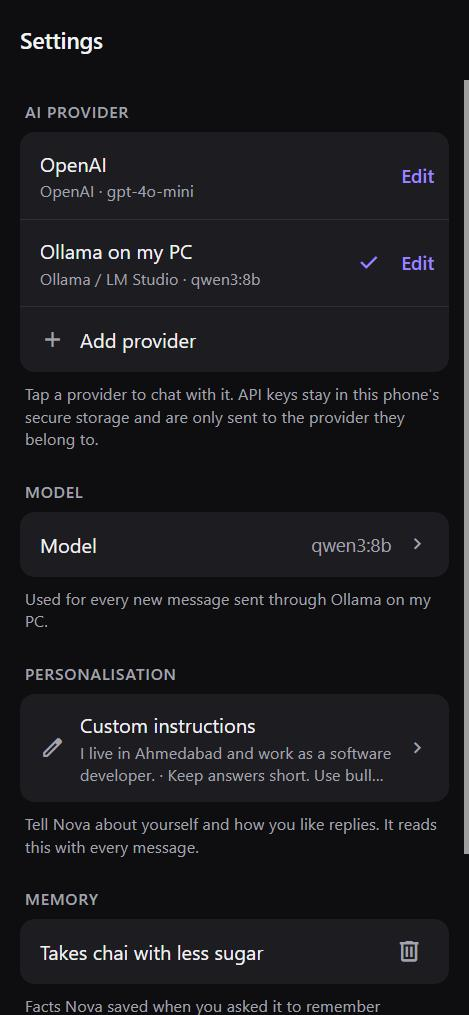 Settings
AI PROVIDER
OpenAI
Edit
OpenAI · gpt-4o-mini
Ollama on my PC
Edit
Ollama / LM Studio · qwen3:8b
Add provider
Tap a provider to chat with it. API keys stay in this phone's
secure storage and are only sent to the provider they
belong to.
MODEL
Model
qwen3:8b
Used for every new message sent through Ollama on my
PC.
PERSONALISATION
Custom instructions
I live in Ahmedabad and work as a software
developer. · Keep answers short. Use bull...
Tell Nova about yourself and how you like replies. It reads
this with every message.
MEMORY
Takes chai with less sugar
Facts Nova saved when you asked it to remember